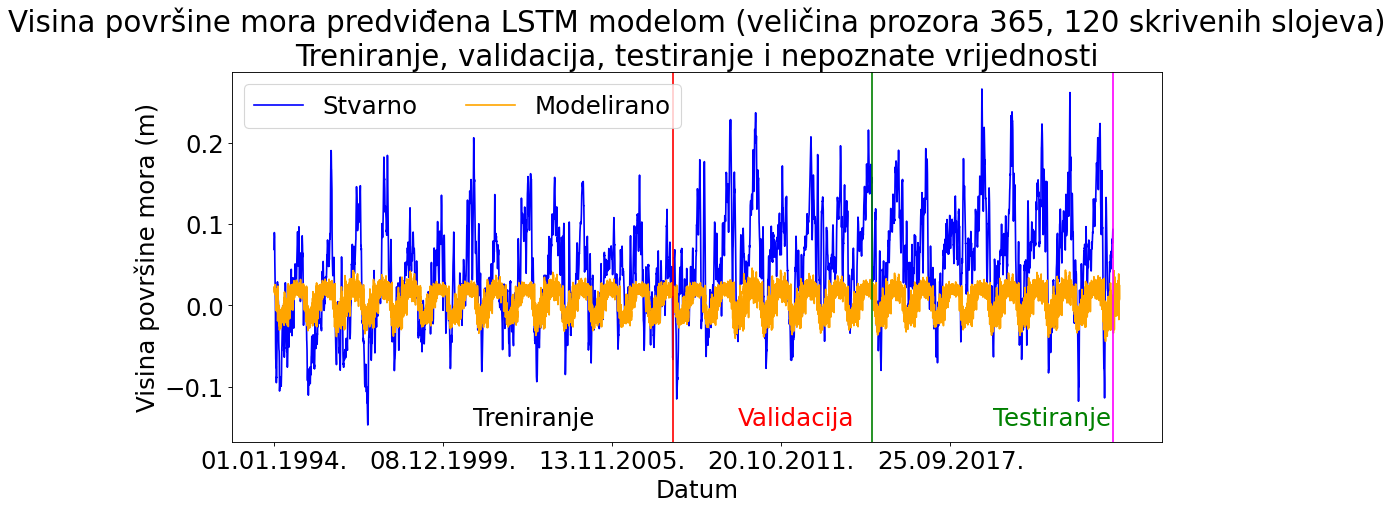 Visina površine mora predviđena LSTM modelom (veličina prozora 365, 120 skrivenih slojeva)
Treniranje, validacija, testiranje i nepoznate vrijednosti
Stvarno
Modelirano
Visina površine mora (m)
0.2
0.1
0.0
−0.1
Treniranje
Validacija
Testiranje
01.01.1994.
08.12.1999.
13.11.2005.
20.10.2011.
25.09.2017.
Datum